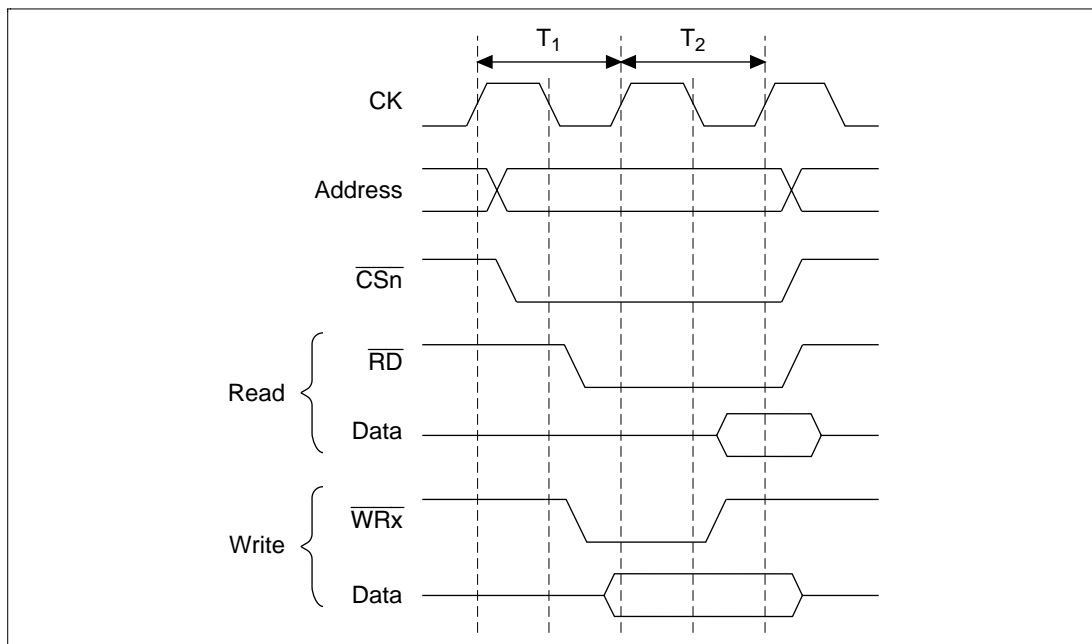 T1 T2
CK
Address
CSn
RD
Read
Data
WRx
Write
Data